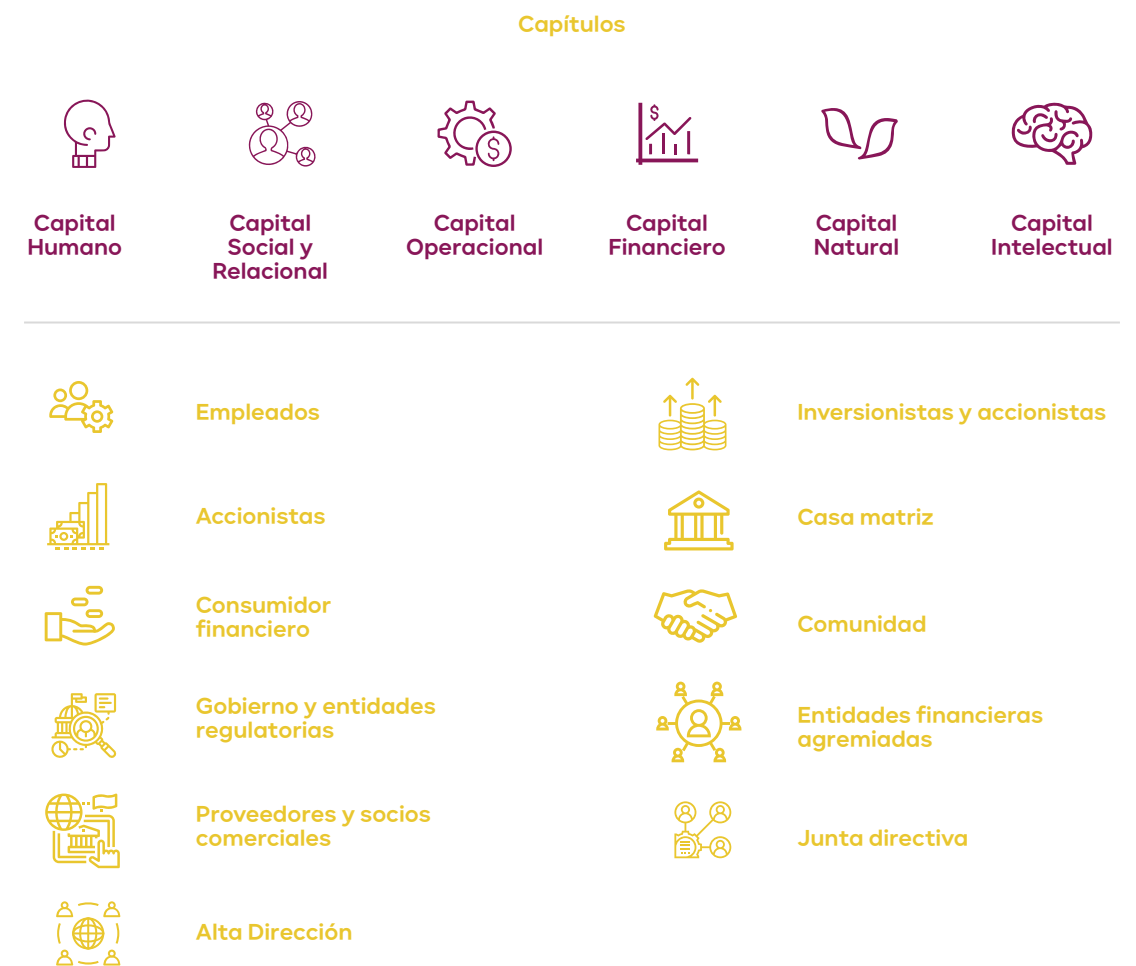 Capítulos
Capital
Humano
Capital
Social y
Relacional
Capital
Operacional
Capital
Financiero
Capital
Natural
Capital
Intelectual
Empleados
Accionistas
Consumidor
financiero
Gobierno y entidades
regulatorias
Proveedores y socios
comerciales
Alta Dirección
Inversionistas y accionistas
Casa matriz
Comunidad
Entidades financieras
agremiadas
Junta directiva